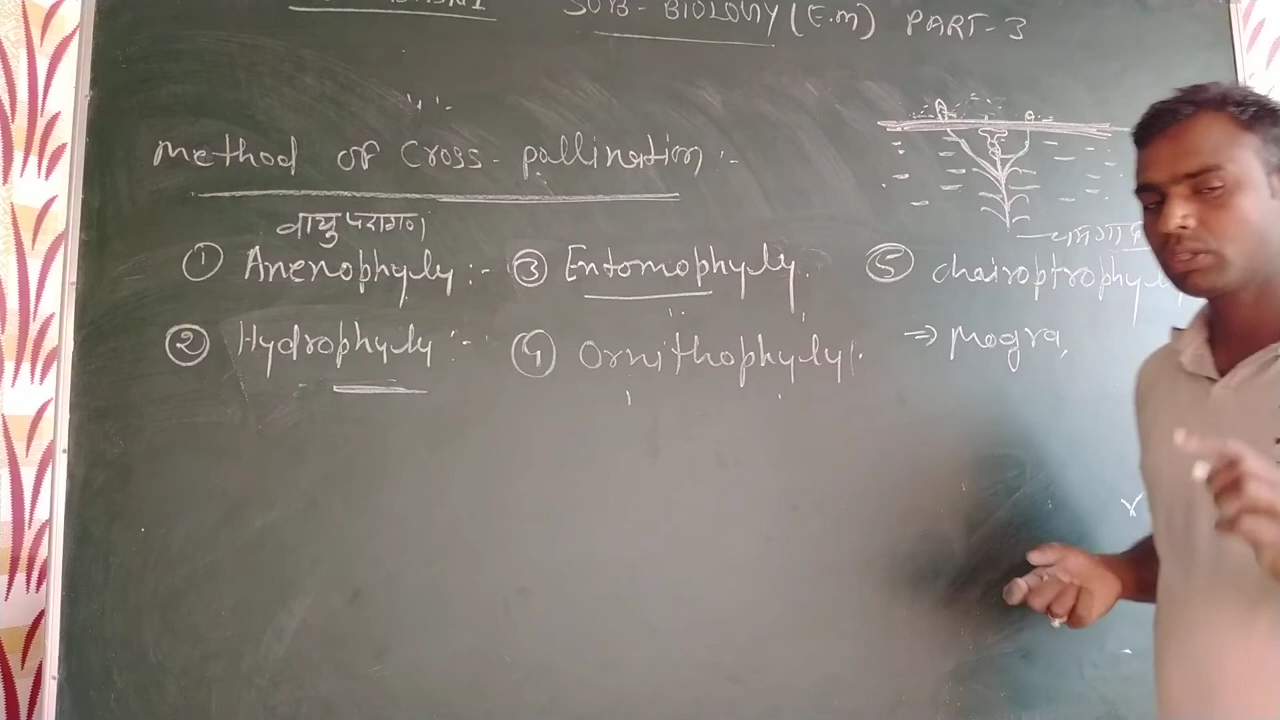 SUB - BIOLOGY (E.M) PART-3
Method of Cross - pollination :-
वायु परागण
① Anenophyly :-
② Hydrophyly :-
③ Entomophyly.
④ Ornithophyly.
⑤ chairoptrophyly
⇒ Mogra,